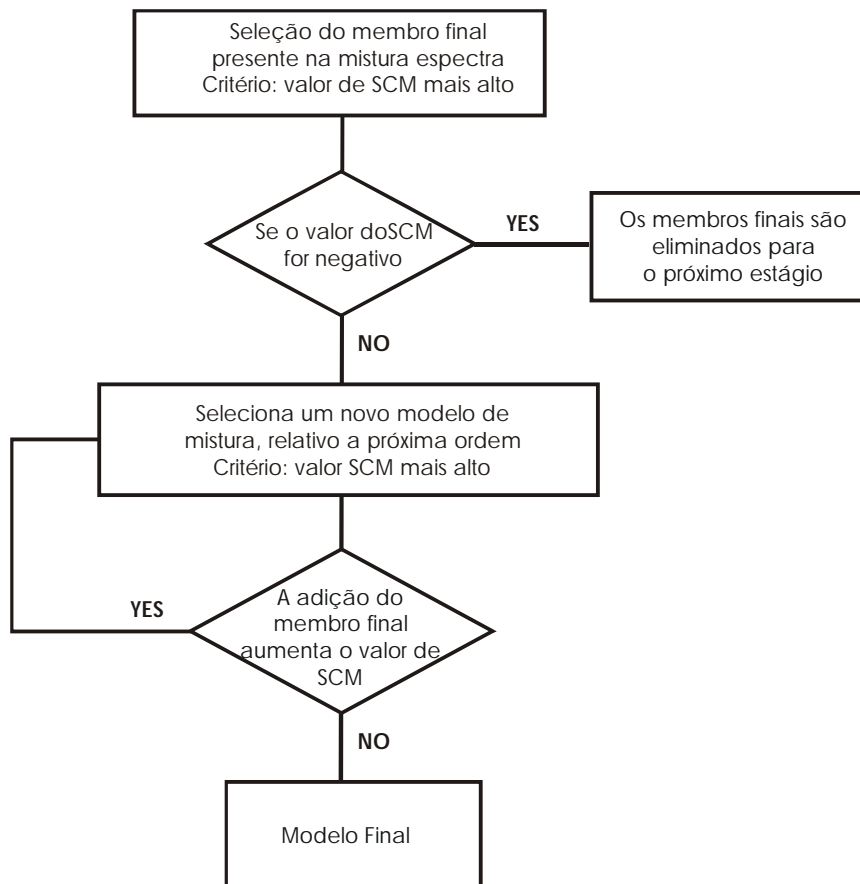 Seleção do membro final
presente na mistura espectra
Critério: valor de SCM mais alto
Se o valor doSCM
for negativo
YES
Os membros finais são
eliminados para
o próximo estágio
NO
Seleciona um novo modelo de
mistura, relativo a próxima ordem
Critério: valor SCM mais alto
YES
A adição do
membro final
aumenta o valor de
SCM
NO
Modelo Final